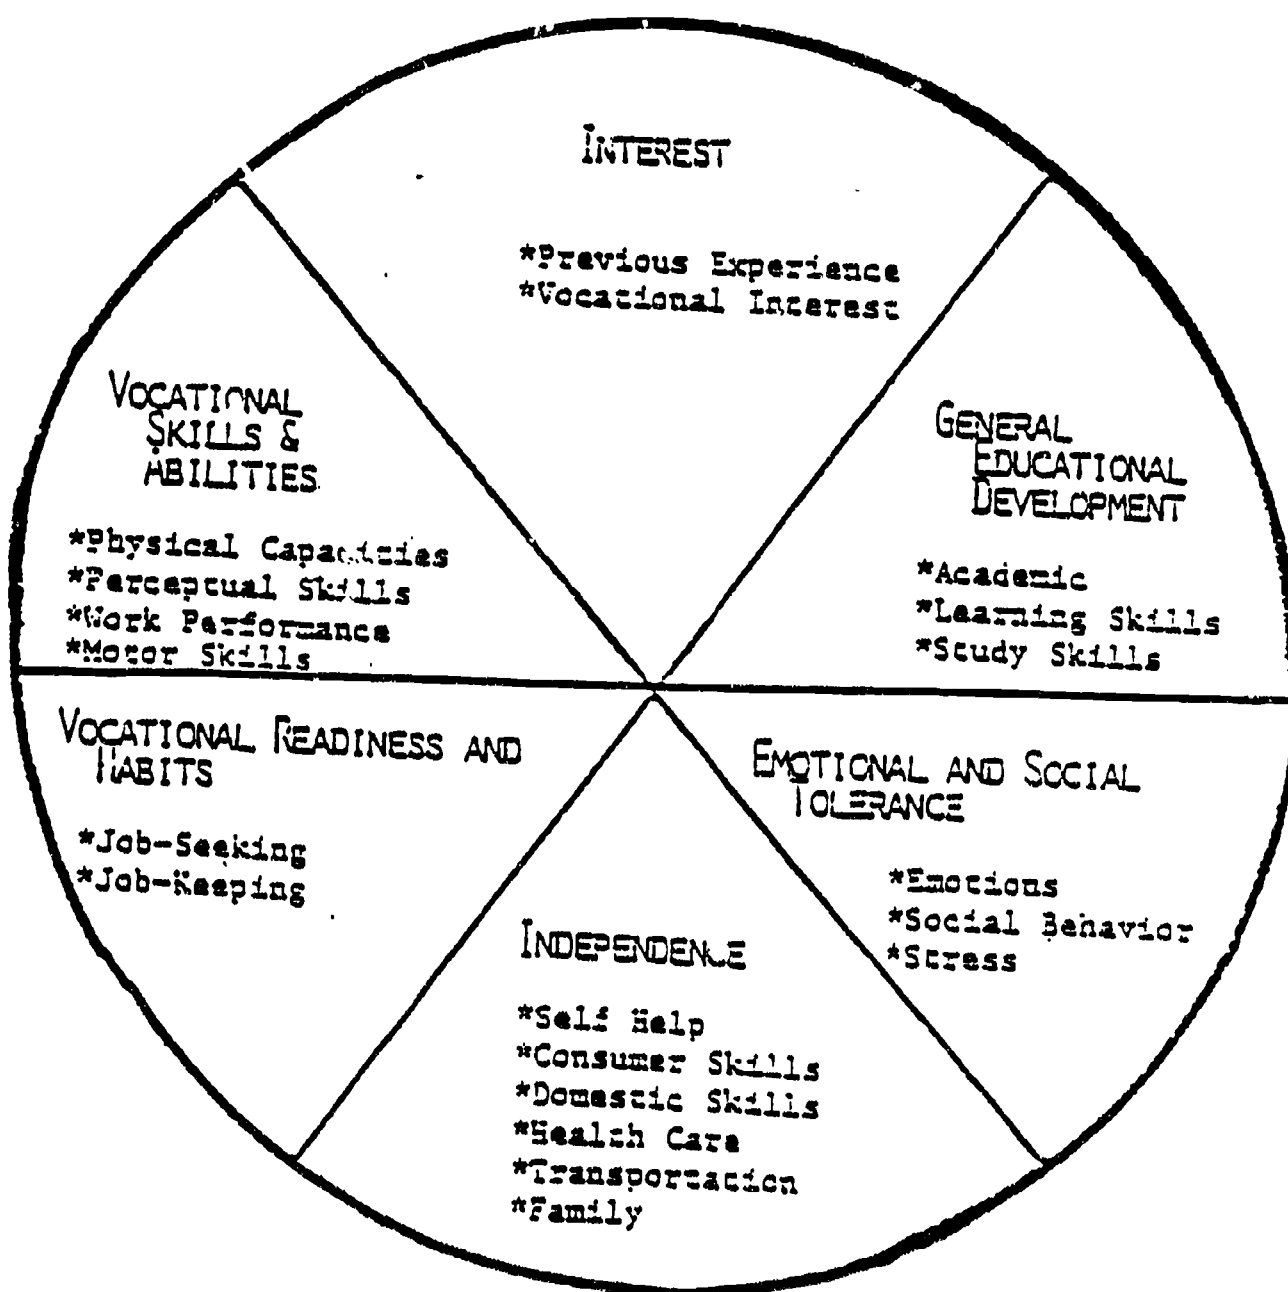 INTEREST
*Previous Experience
*Vocational Interest
VOCATIONAL
SKILLS &
ABILITIES
*Physical Capacities
*Perceptual Skills
*Work Performance
*Motor Skills
GENERAL
EDUCATIONAL
DEVELOPMENT
*Academic
*Learning Skills
*Study Skills
VOCATIONAL READINESS AND
HABITS
*Job-Seeking
*Job-Keeping
EMOTIONAL AND SOCIAL
TOLERANCE
*Emotions
*Social Behavior
*Stress
INDEPENDENCE
*Self Help
*Consumer Skills
*Domestic Skills
*Health Care
*Transportation
*Family